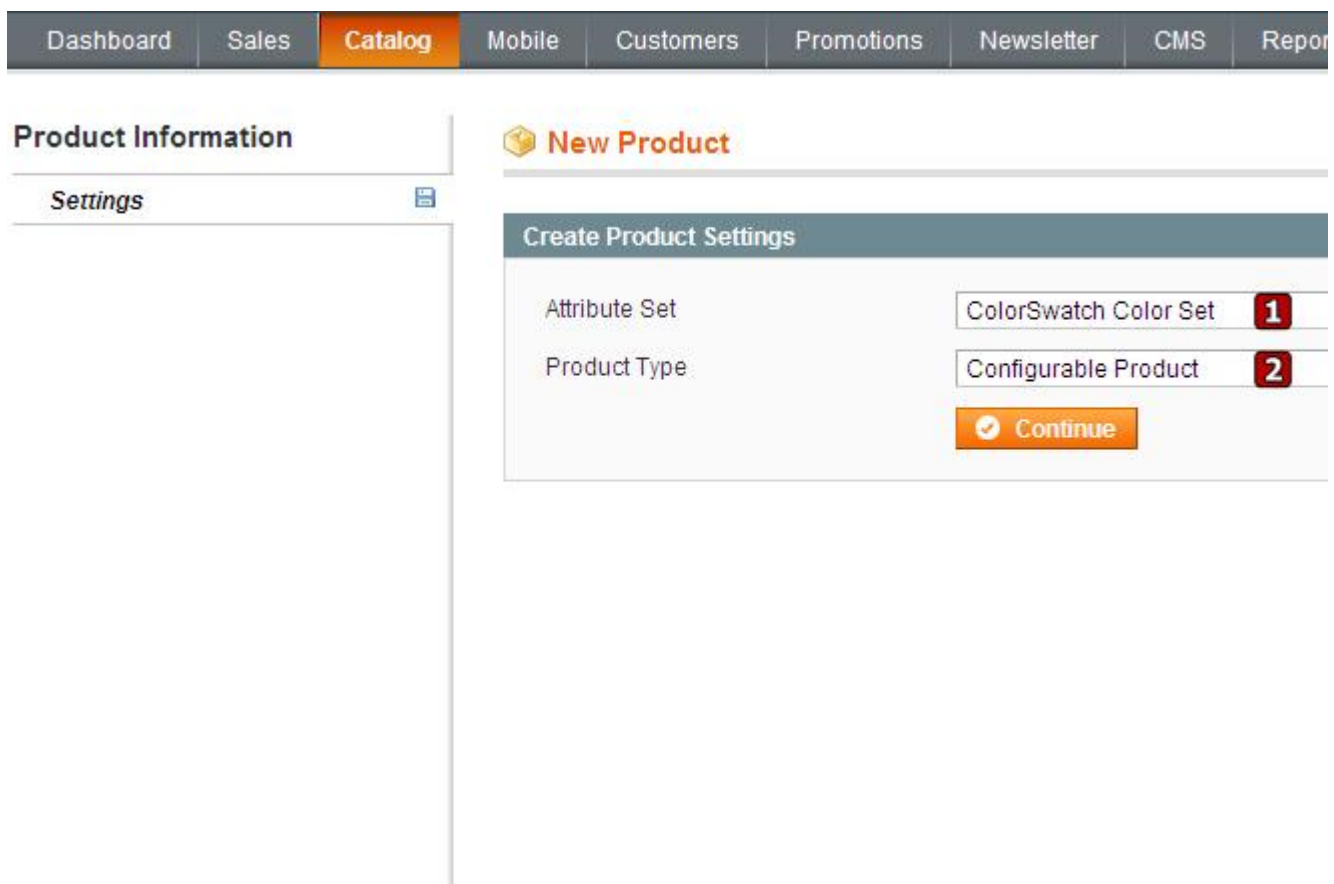 Dashboard Sales Catalog Mobile Customers Promotions Newsletter CMS Repor
Product Information
Settings
New Product
Create Product Settings
Attribute Set ColorSwatch Color Set 1
Product Type Configurable Product 2
Continue